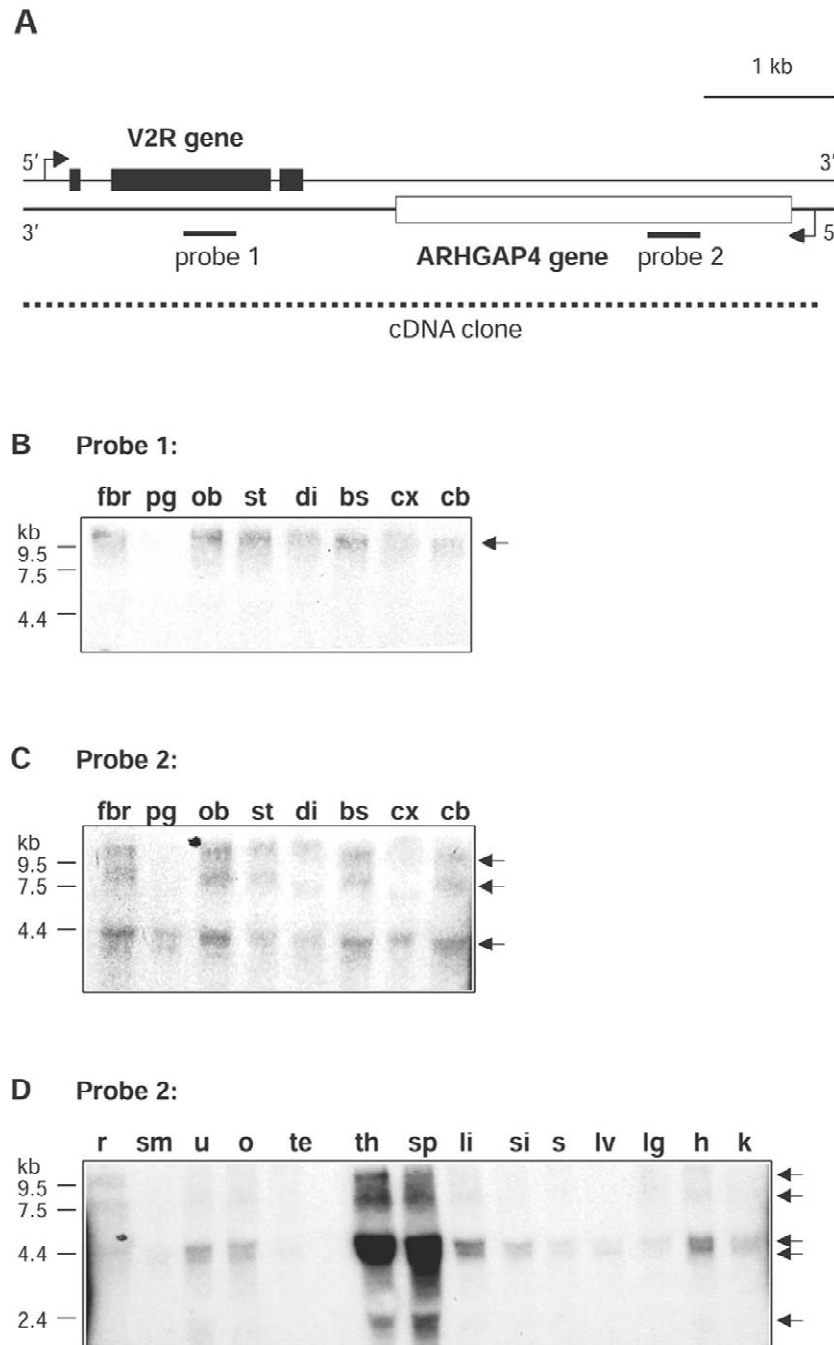 A
1 kb
V2R gene
5′ 3′
3′ 5
probe 1 ARHGAP4 gene probe 2
cDNA clone
B Probe 1:
fbr pg ob st di bs cx cb
kb
9.5
7.5
4.4
C Probe 2:
fbr pg ob st di bs cx cb
kb
9.5
7.5
4.4
D Probe 2:
r sm u o te th sp li si s lv lg h k
kb
9.5
7.5
4.4
2.4